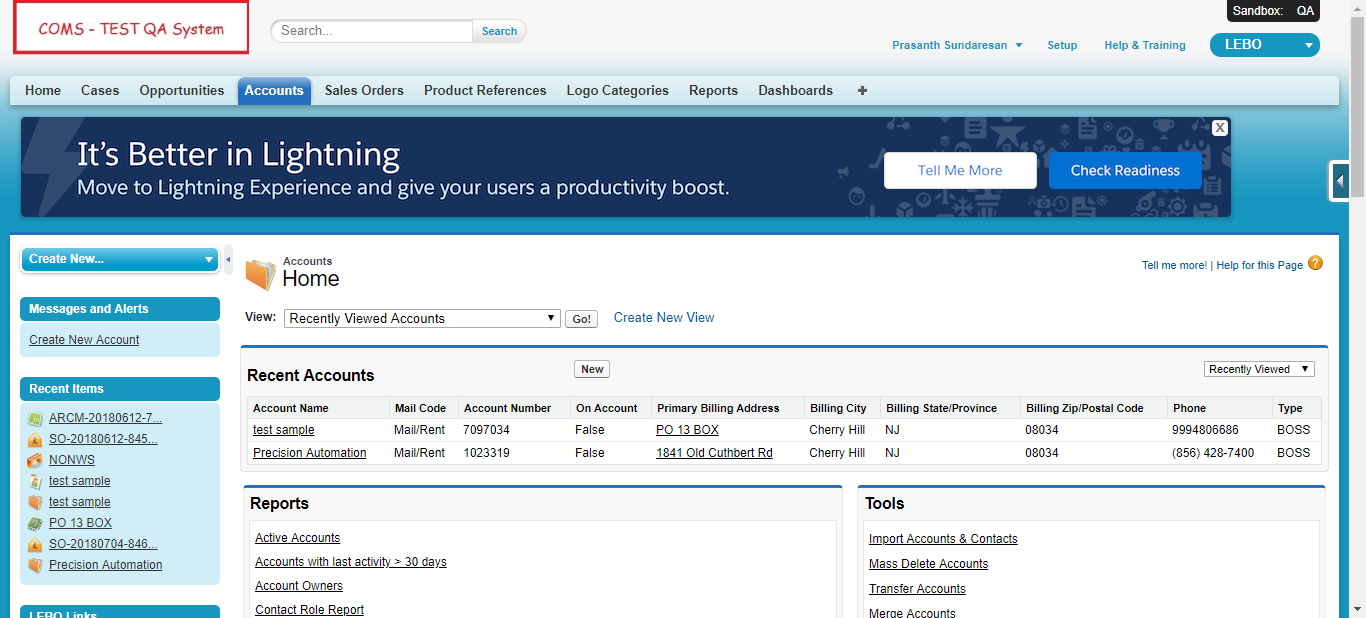 COMS - TEST QA System
Search...
Search
Sandbox: QA
Prasanth Sundaresan
Setup
Help & Training
LEBO
Home Cases Opportunities Accounts Sales Orders Product References Logo Categories Reports Dashboards +
It's Better in Lightning
Move to Lightning Experience and give your users a productivity boost.
Tell Me More
Check Readiness
X
Create New...
Messages and Alerts
Create New Account
Recent Items
ARCM-20180612-7...
SO-20180612-845...
NONWS
test sample
test sample
PO 13 BOX
SO-20180704-846...
Precision Automation
LEBO Links
Accounts
Home
Tell me more! | Help for this Page ?
View: Recently Viewed Accounts Go! Create New View
Recent Accounts New Recently Viewed
Account Name Mail Code Account Number On Account Primary Billing Address Billing City Billing State/Province Billing Zip/Postal Code Phone Type
test sample Mail/Rent 7097034 False PO 13 BOX Cherry Hill NJ 08034 9994806686 BOSS
Precision Automation Mail/Rent 1023319 False 1841 Old Cuthbert Rd Cherry Hill NJ 08034 (856) 428-7400 BOSS
Reports
Active Accounts
Accounts with last activity > 30 days
Account Owners
Contact Role Report
Tools
Import Accounts & Contacts
Mass Delete Accounts
Transfer Accounts
Merge Accounts